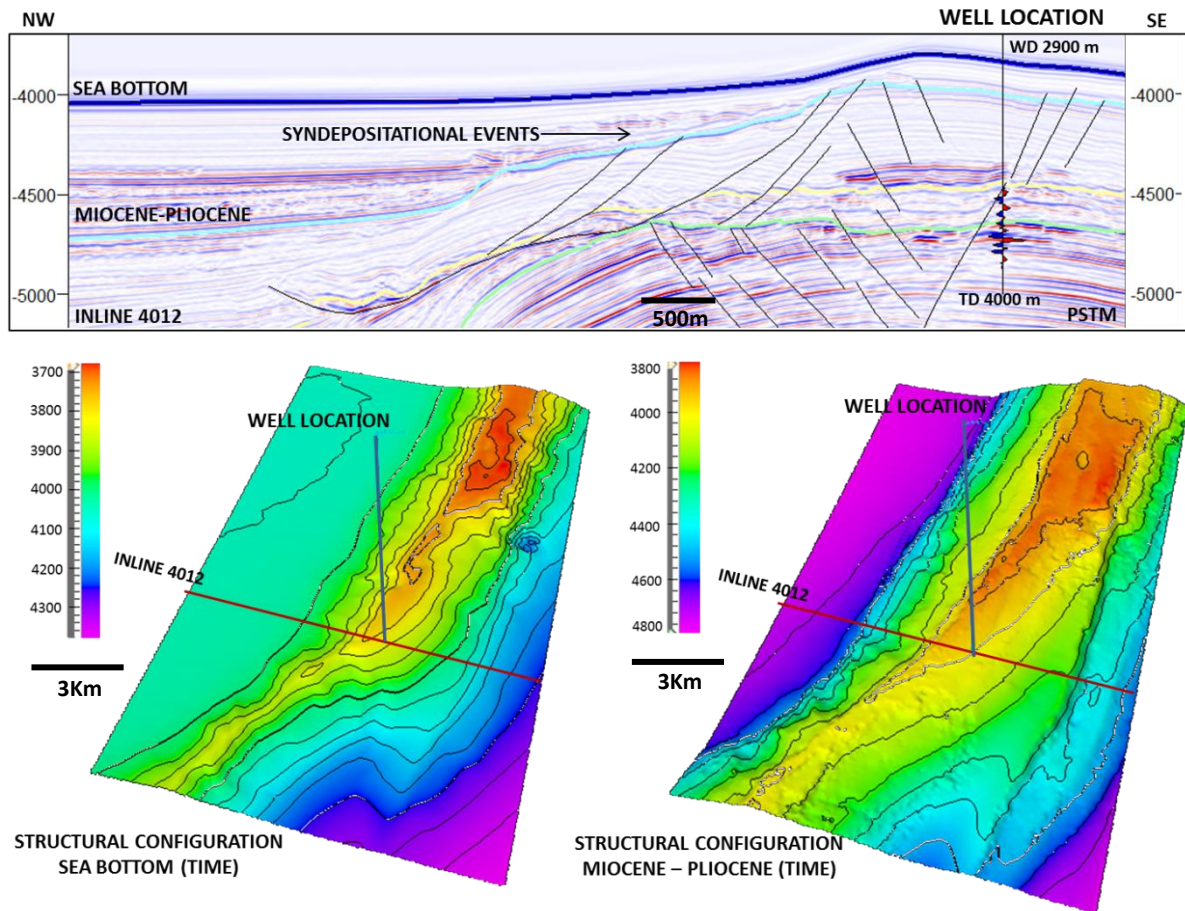 NW
WELL LOCATION
SE
WD 2900 m
SEA BOTTOM
-4000
-4000
SYNDEPOSITATIONAL EVENTS
-4500
-4500
MIOCENE-PLIOCENE
-5000
-5000
INLINE 4012
500m
TD 4000 m
PSTM
3700
3800
3900
4000
4100
4200
4300
WELL LOCATION
INLINE 4012
3Km
STRUCTURAL CONFIGURATION
SEA BOTTOM (TIME)
3800
4000
4200
4400
4600
4800
WELL LOCATION
INLINE 4012
3Km
STRUCTURAL CONFIGURATION
MIOCENE – PLIOCENE (TIME)